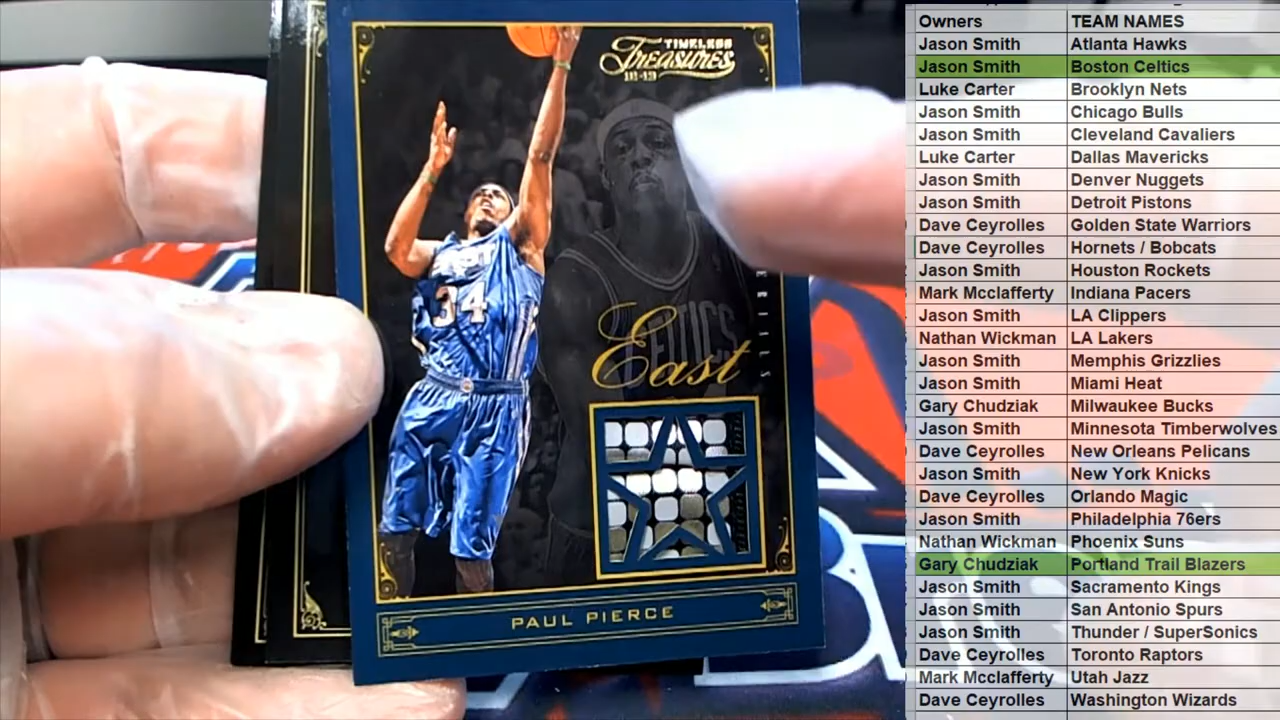 TIMELESS
Treasures
12-13
EAST
34
CELTICS
East
PAUL PIERCE
Owners TEAM NAMES
Jason Smith Atlanta Hawks
Jason Smith Boston Celtics
Luke Carter Brooklyn Nets
Jason Smith Chicago Bulls
Jason Smith Cleveland Cavaliers
Luke Carter Dallas Mavericks
Jason Smith Denver Nuggets
Jason Smith Detroit Pistons
Dave Ceyrolles Golden State Warriors
Dave Ceyrolles Hornets / Bobcats
Jason Smith Houston Rockets
Mark Mcclafferty Indiana Pacers
Jason Smith LA Clippers
Nathan Wickman LA Lakers
Jason Smith Memphis Grizzlies
Jason Smith Miami Heat
Gary Chudziak Milwaukee Bucks
Jason Smith Minnesota Timberwolves
Dave Ceyrolles New Orleans Pelicans
Jason Smith New York Knicks
Dave Ceyrolles Orlando Magic
Jason Smith Philadelphia 76ers
Nathan Wickman Phoenix Suns
Gary Chudziak Portland Trail Blazers
Jason Smith Sacramento Kings
Jason Smith San Antonio Spurs
Jason Smith Thunder / SuperSonics
Dave Ceyrolles Toronto Raptors
Mark Mcclafferty Utah Jazz
Dave Ceyrolles Washington Wizards